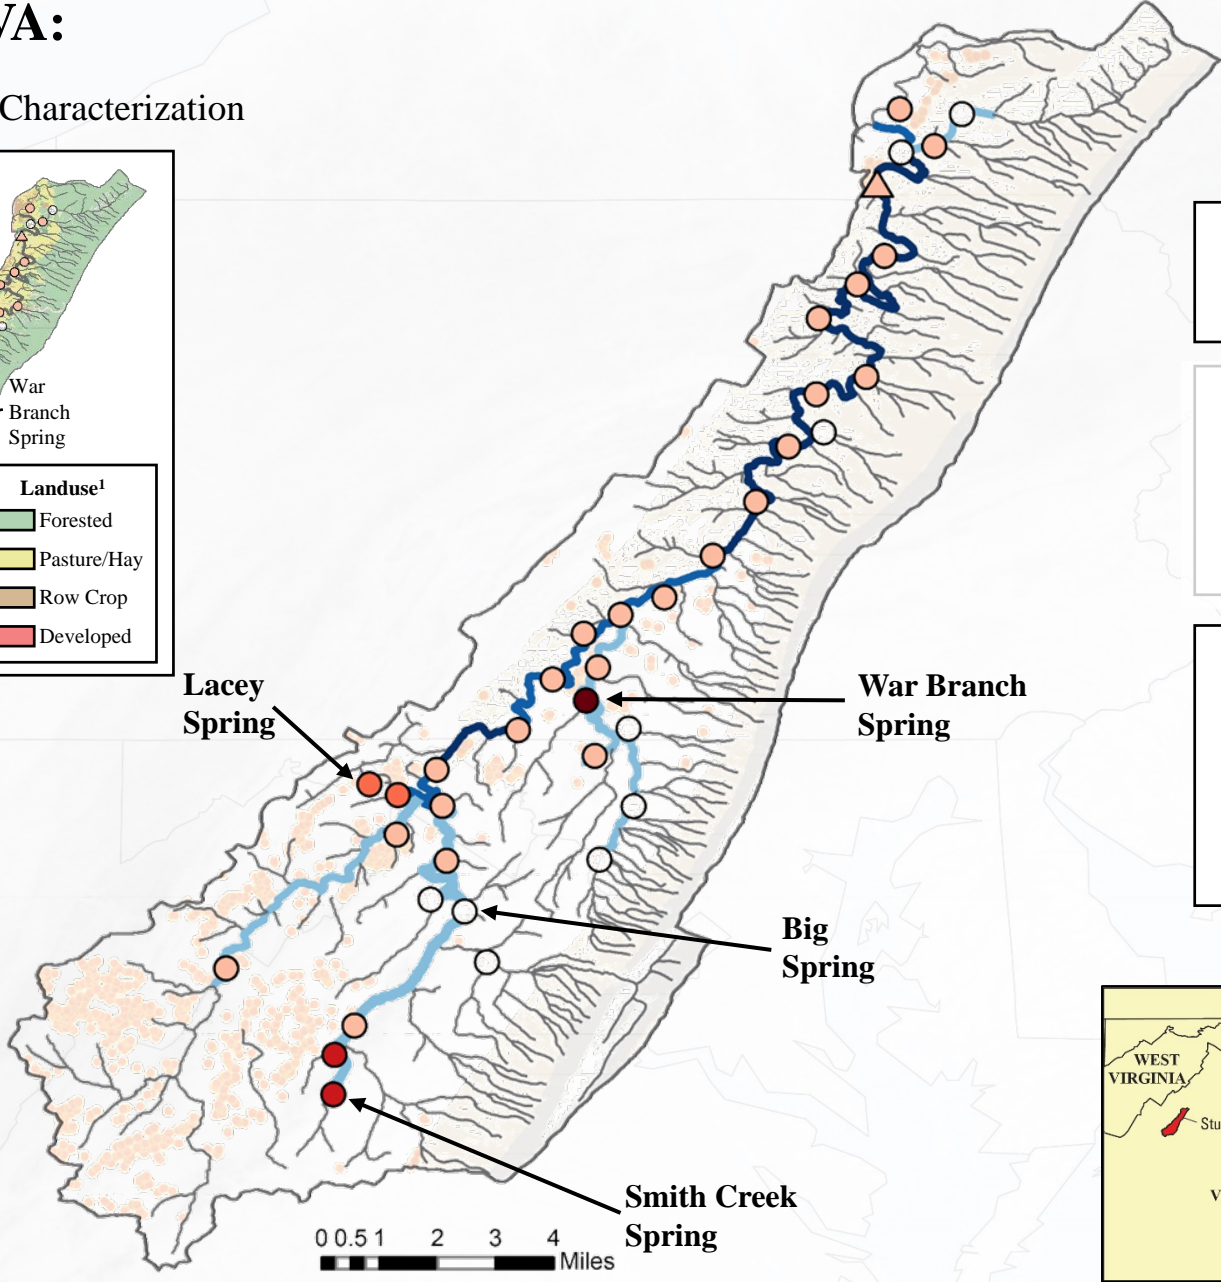 VA:
Characterization
War
Branch
Spring
Landuse¹
Forested
Pasture/Hay
Row Crop
Developed
Lacey
Spring
War Branch
Spring
Big
Spring
Smith Creek
Spring
0 0.5 1 2 3 4
Miles
WEST
VIRGINIA
Stu
V